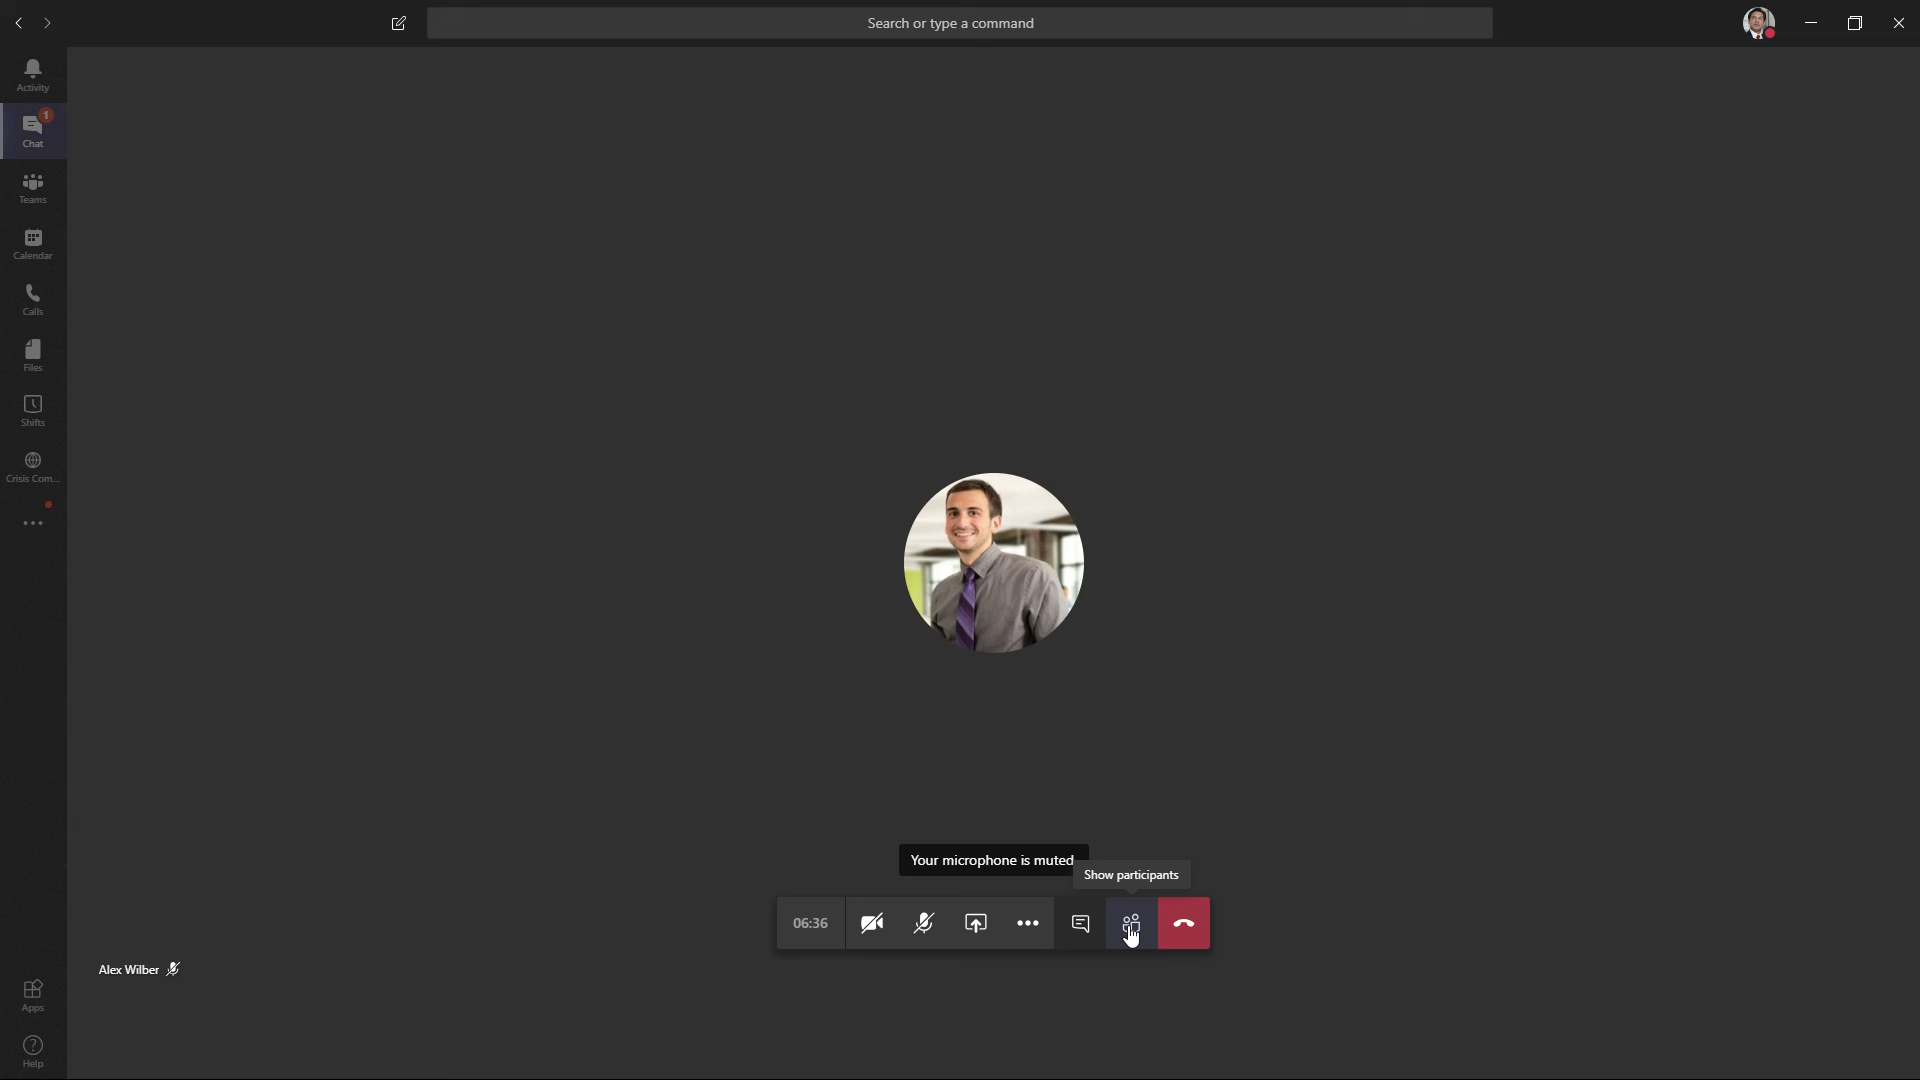 Search or type a command
Activity
1
Chat
Teams
Calendar
Calls
Files
Shifts
Crisis Com...
Your microphone is muted
Show participants
06:36
Alex Wilber
Apps
Help